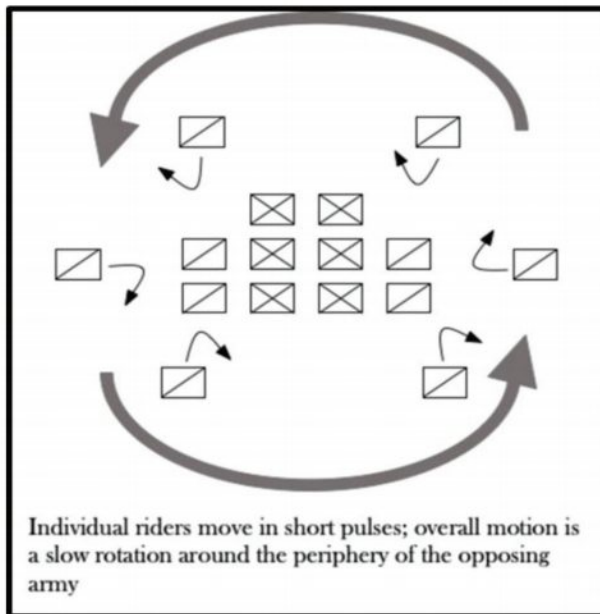 Individual riders move in short pulses; overall motion is
a slow rotation around the periphery of the opposing
army